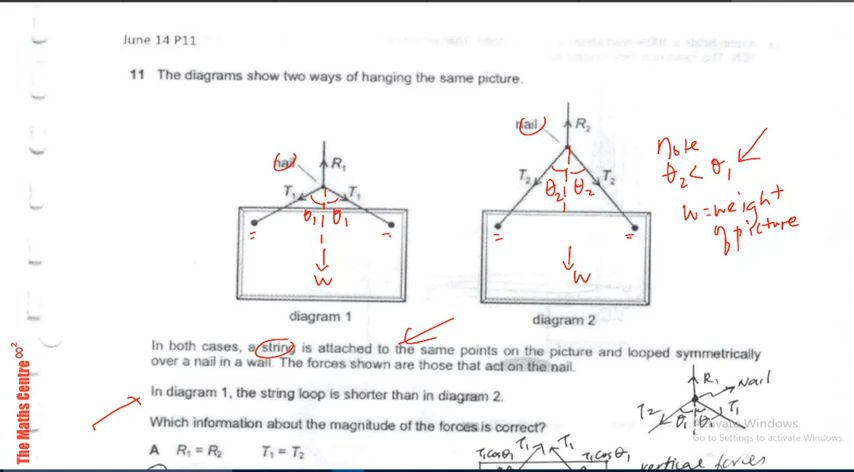 June 14 P11
11 The diagrams show two ways of hanging the same picture.
nail
R₂
nail
R₁
T₂
T₂
T₁
T₁
θ₂
θ₂
θ₁
θ₁
W
W
note
θ₂ < θ₁
W = weight
of picture
diagram 1
diagram 2
In both cases, a string is attached to the same points on the picture and looped symmetrically
over a nail in a wall. The forces shown are those that act on the nail.
In diagram 1, the string loop is shorter than in diagram 2.
Which information about the magnitude of the forces is correct?
A R₁ = R₂ T₁ = T₂
R₁
Nail
T₂
T₁
θ₁
Activate Windows
Go to Settings to activate Windows.
T₁cosθ₁
T₁
T₁
T₁cosθ₁
vertical forces
The Maths Centre ∞²